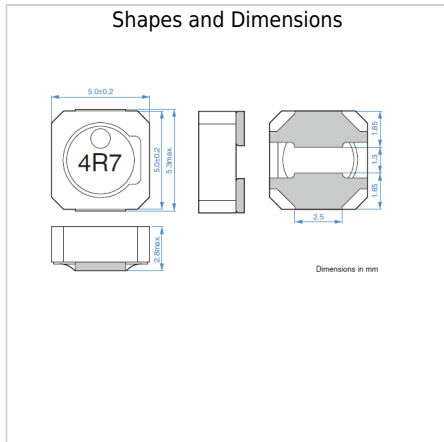 Shapes and Dimensions
5.0±0.2
4R7
5.0±0.2
5.3max.
1.85
1.3
1.85
2.5
2.8max.
Dimensions in mm